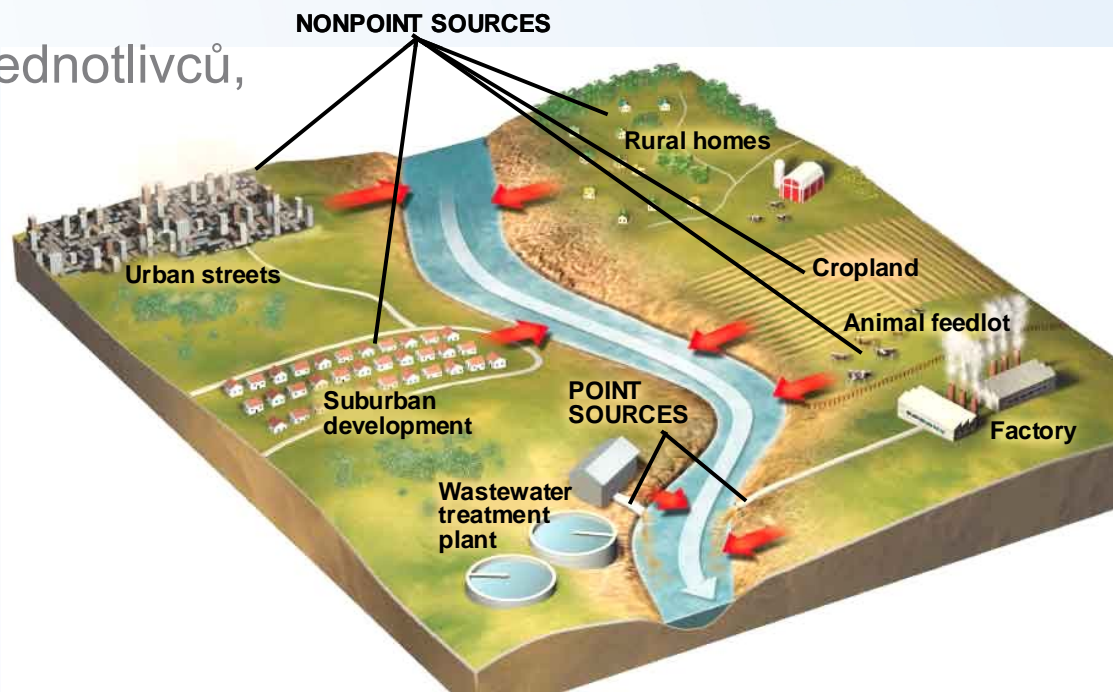 NONPOINT SOURCES
ednotlivců,
Rural homes
Urban streets
Cropland
Animal feedlot
Suburban
development
POINT
SOURCES
Factory
Wastewater
treatment
plant